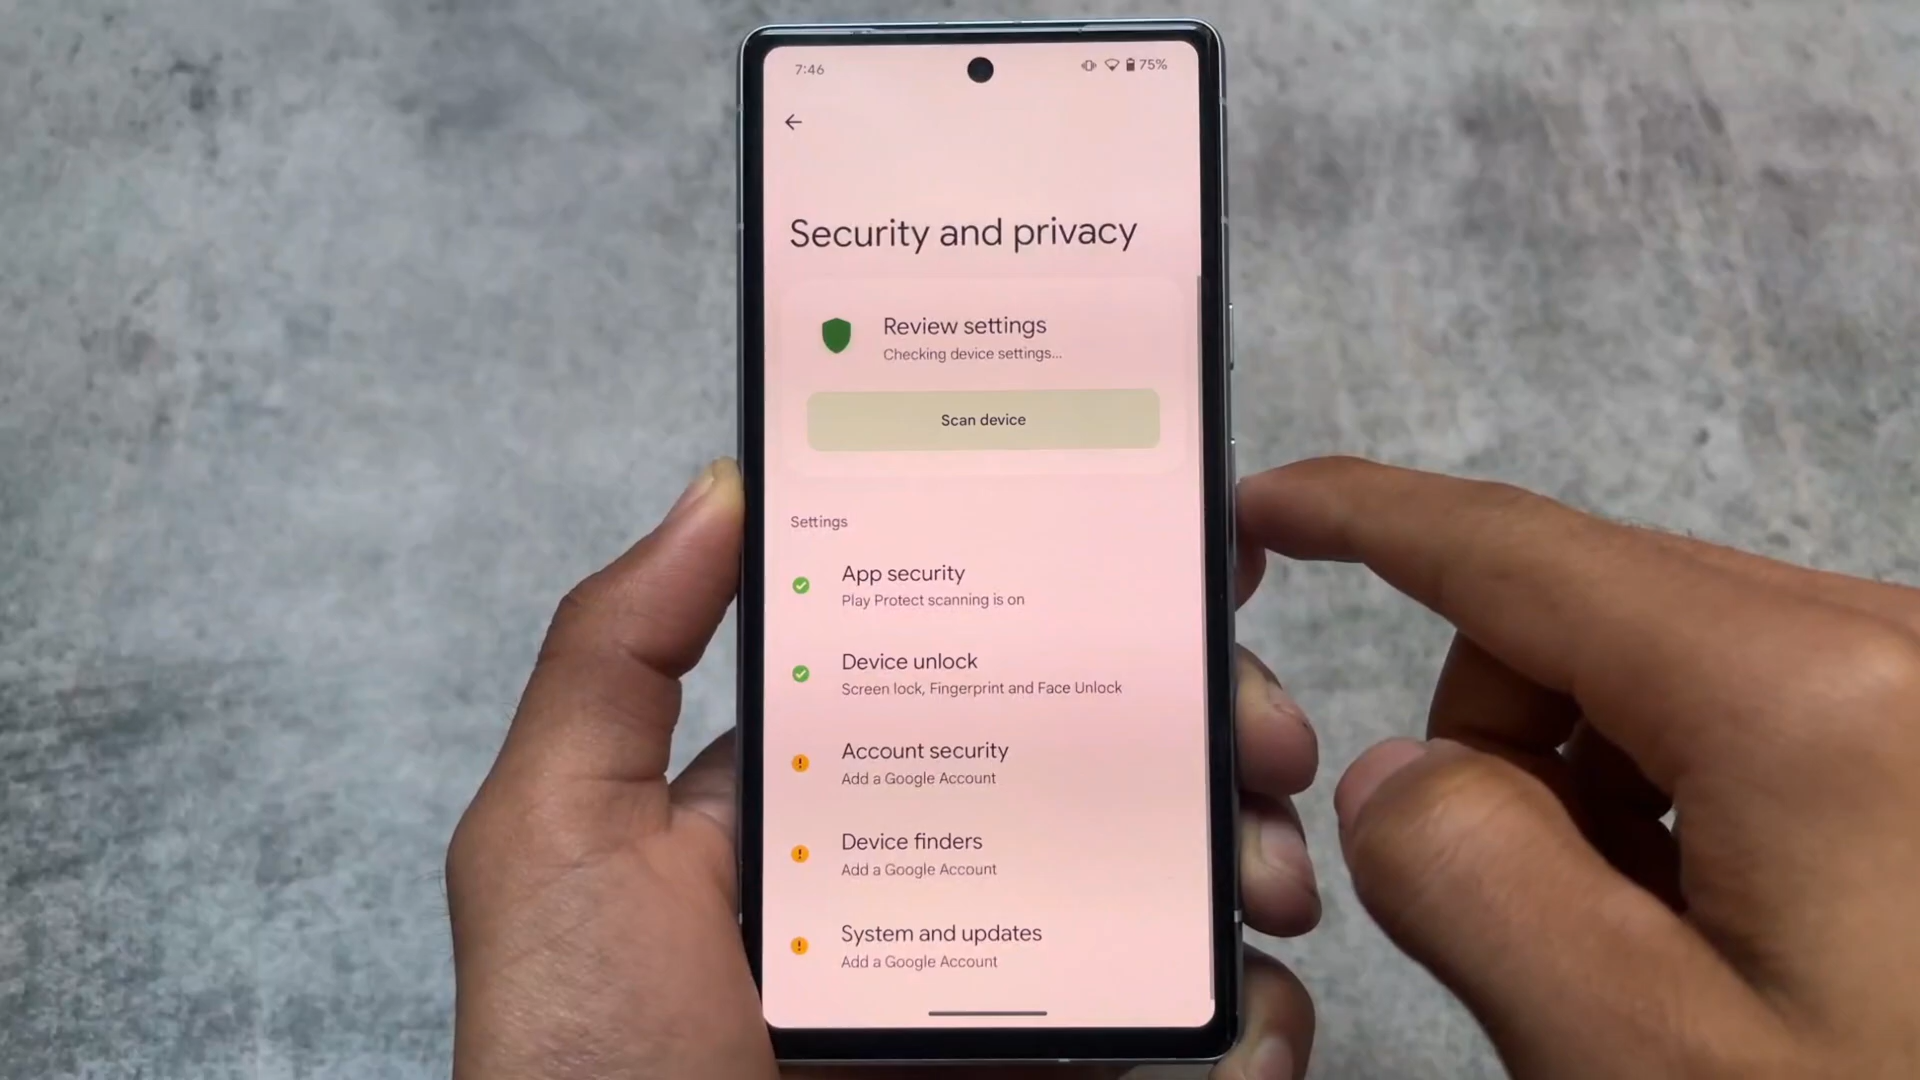 7:46
75%
Security and privacy
Review settings
Checking device settings...
Scan device
Settings
App security
Play Protect scanning is on
Device unlock
Screen lock, Fingerprint and Face Unlock
Account security
Add a Google Account
Device finders
Add a Google Account
System and updates
Add a Google Account